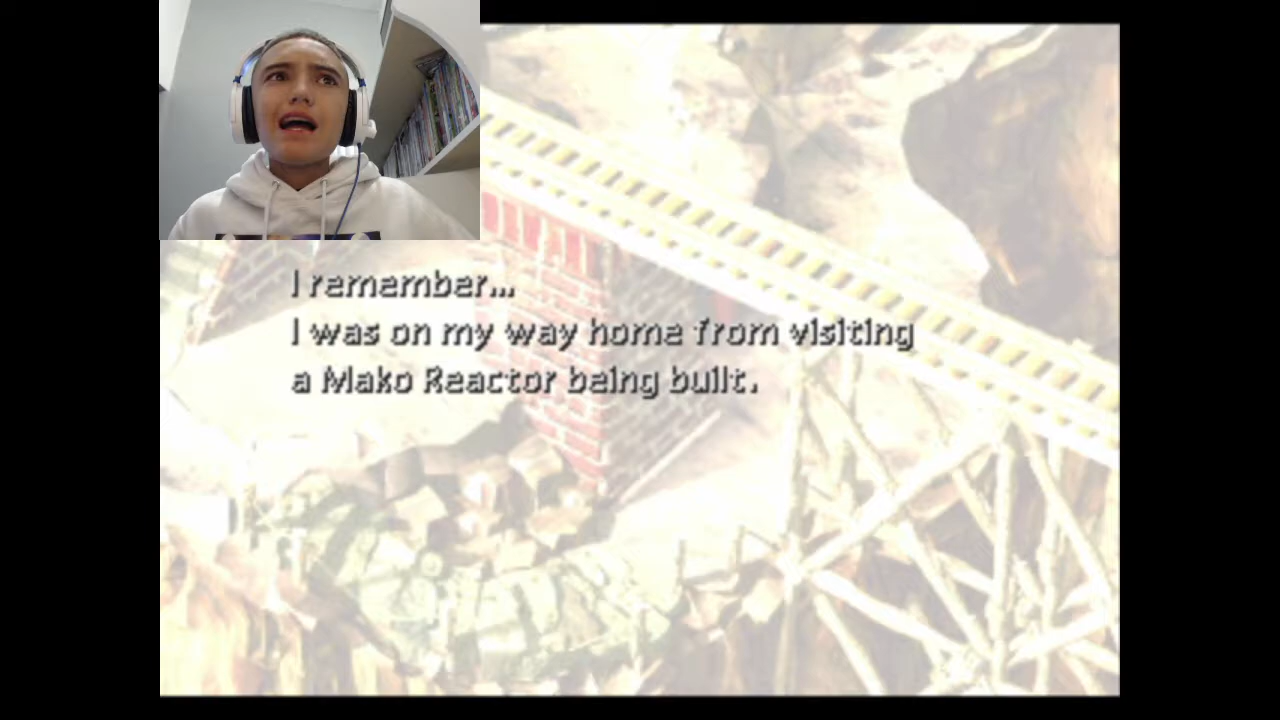 I remember...
I was on my way home from visiting
a Mako Reactor being built.